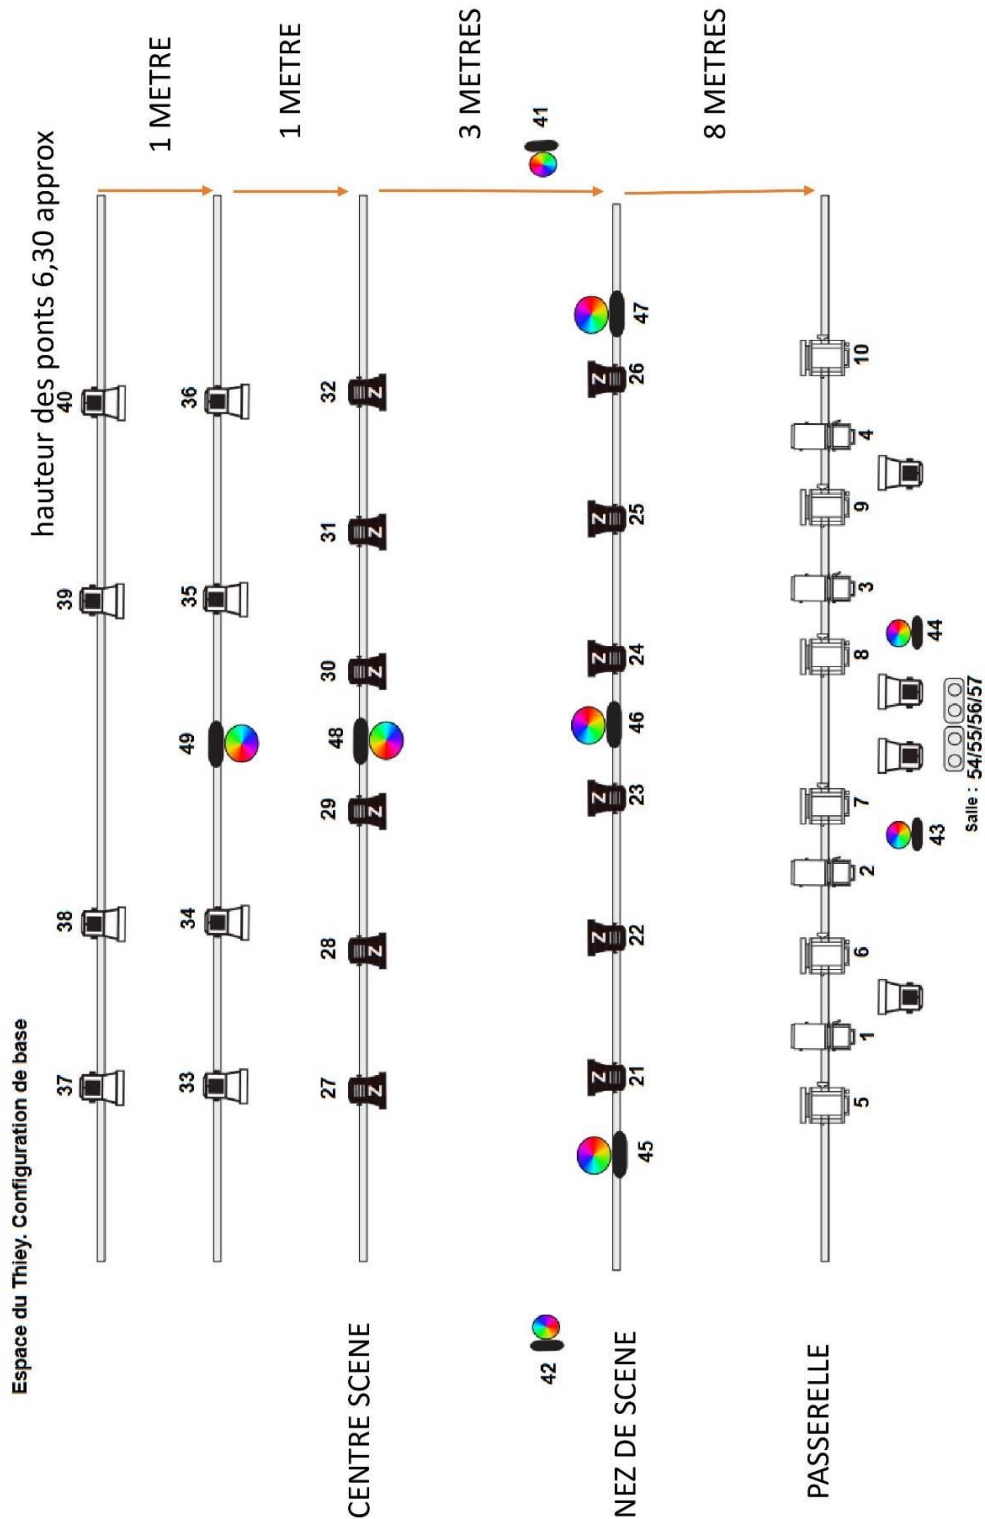 Espace du Thiey. Configuration de base
hauteur des ponts 6,30 approx
37 38 39 40
1 METRE
33 34 49 35 36
1 METRE
27 28 29 48 30 31 32
CENTRE SCENE
Z Z Z Z Z Z
3 METRES
42 41
Z Z Z Z Z Z
NEZ DE SCENE
45 21 22 23 46 24 25 26 47
8 METRES
PASSERELLE
5 1 6 2 7 8 3 9 4 10
43 44
Salle : 54/55/56/57